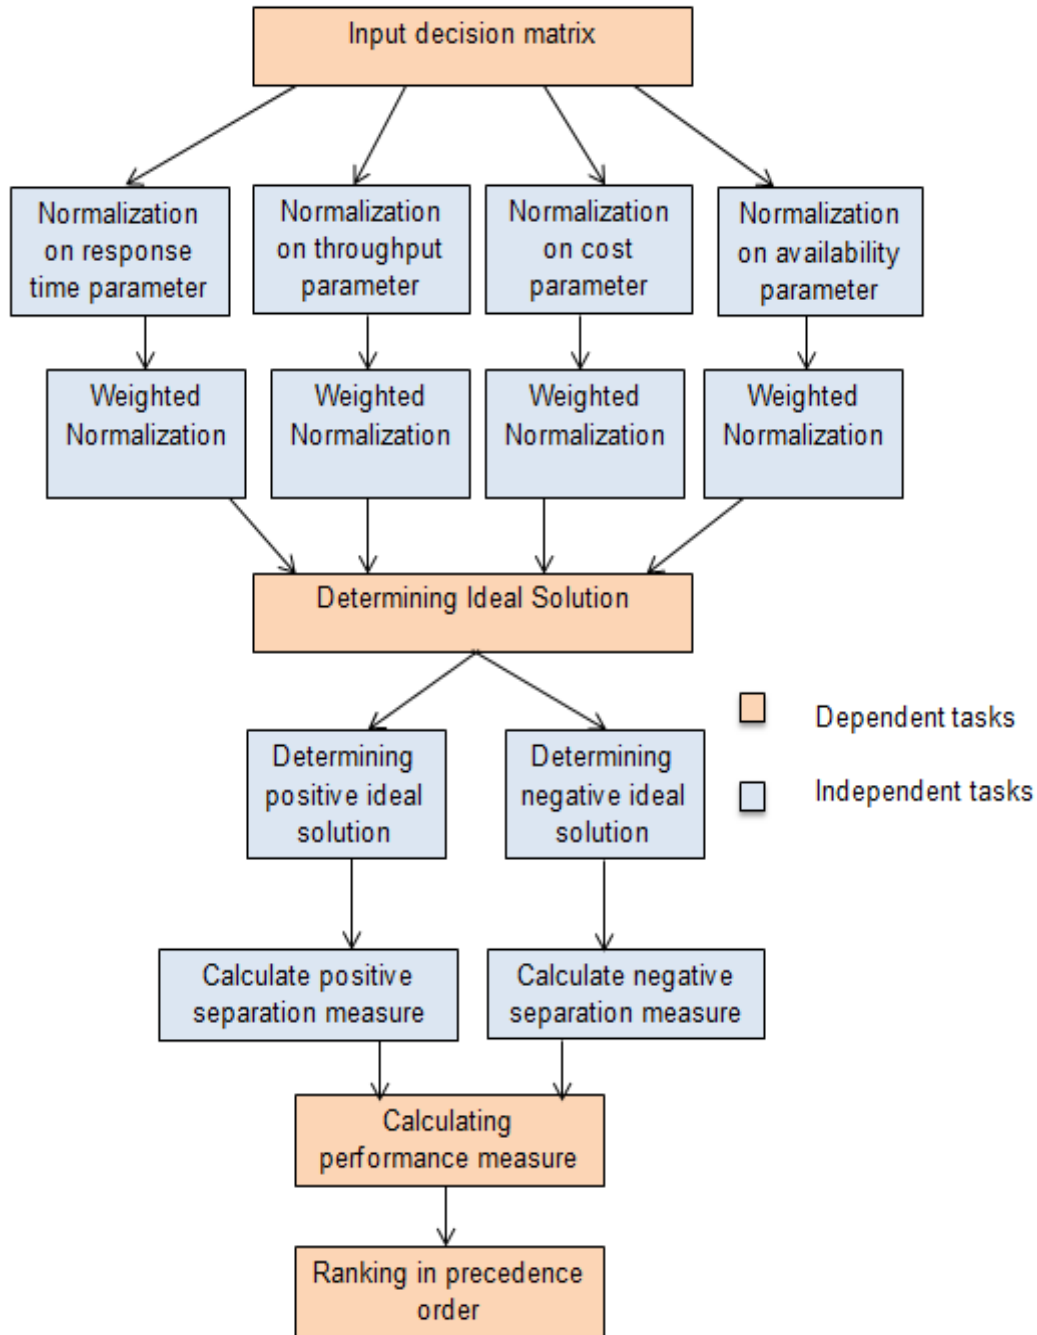 Input decision matrix
Normalization
on response
time parameter
Normalization
on throughput
parameter
Normalization
on cost
parameter
Normalization
on availability
parameter
Weighted
Normalization
Weighted
Normalization
Weighted
Normalization
Weighted
Normalization
Determining Ideal Solution
Dependent tasks
Independent tasks
Determining
positive ideal
solution
Determining
negative ideal
solution
Calculate positive
separation measure
Calculate negative
separation measure
Calculating
performance measure
Ranking in precedence
order